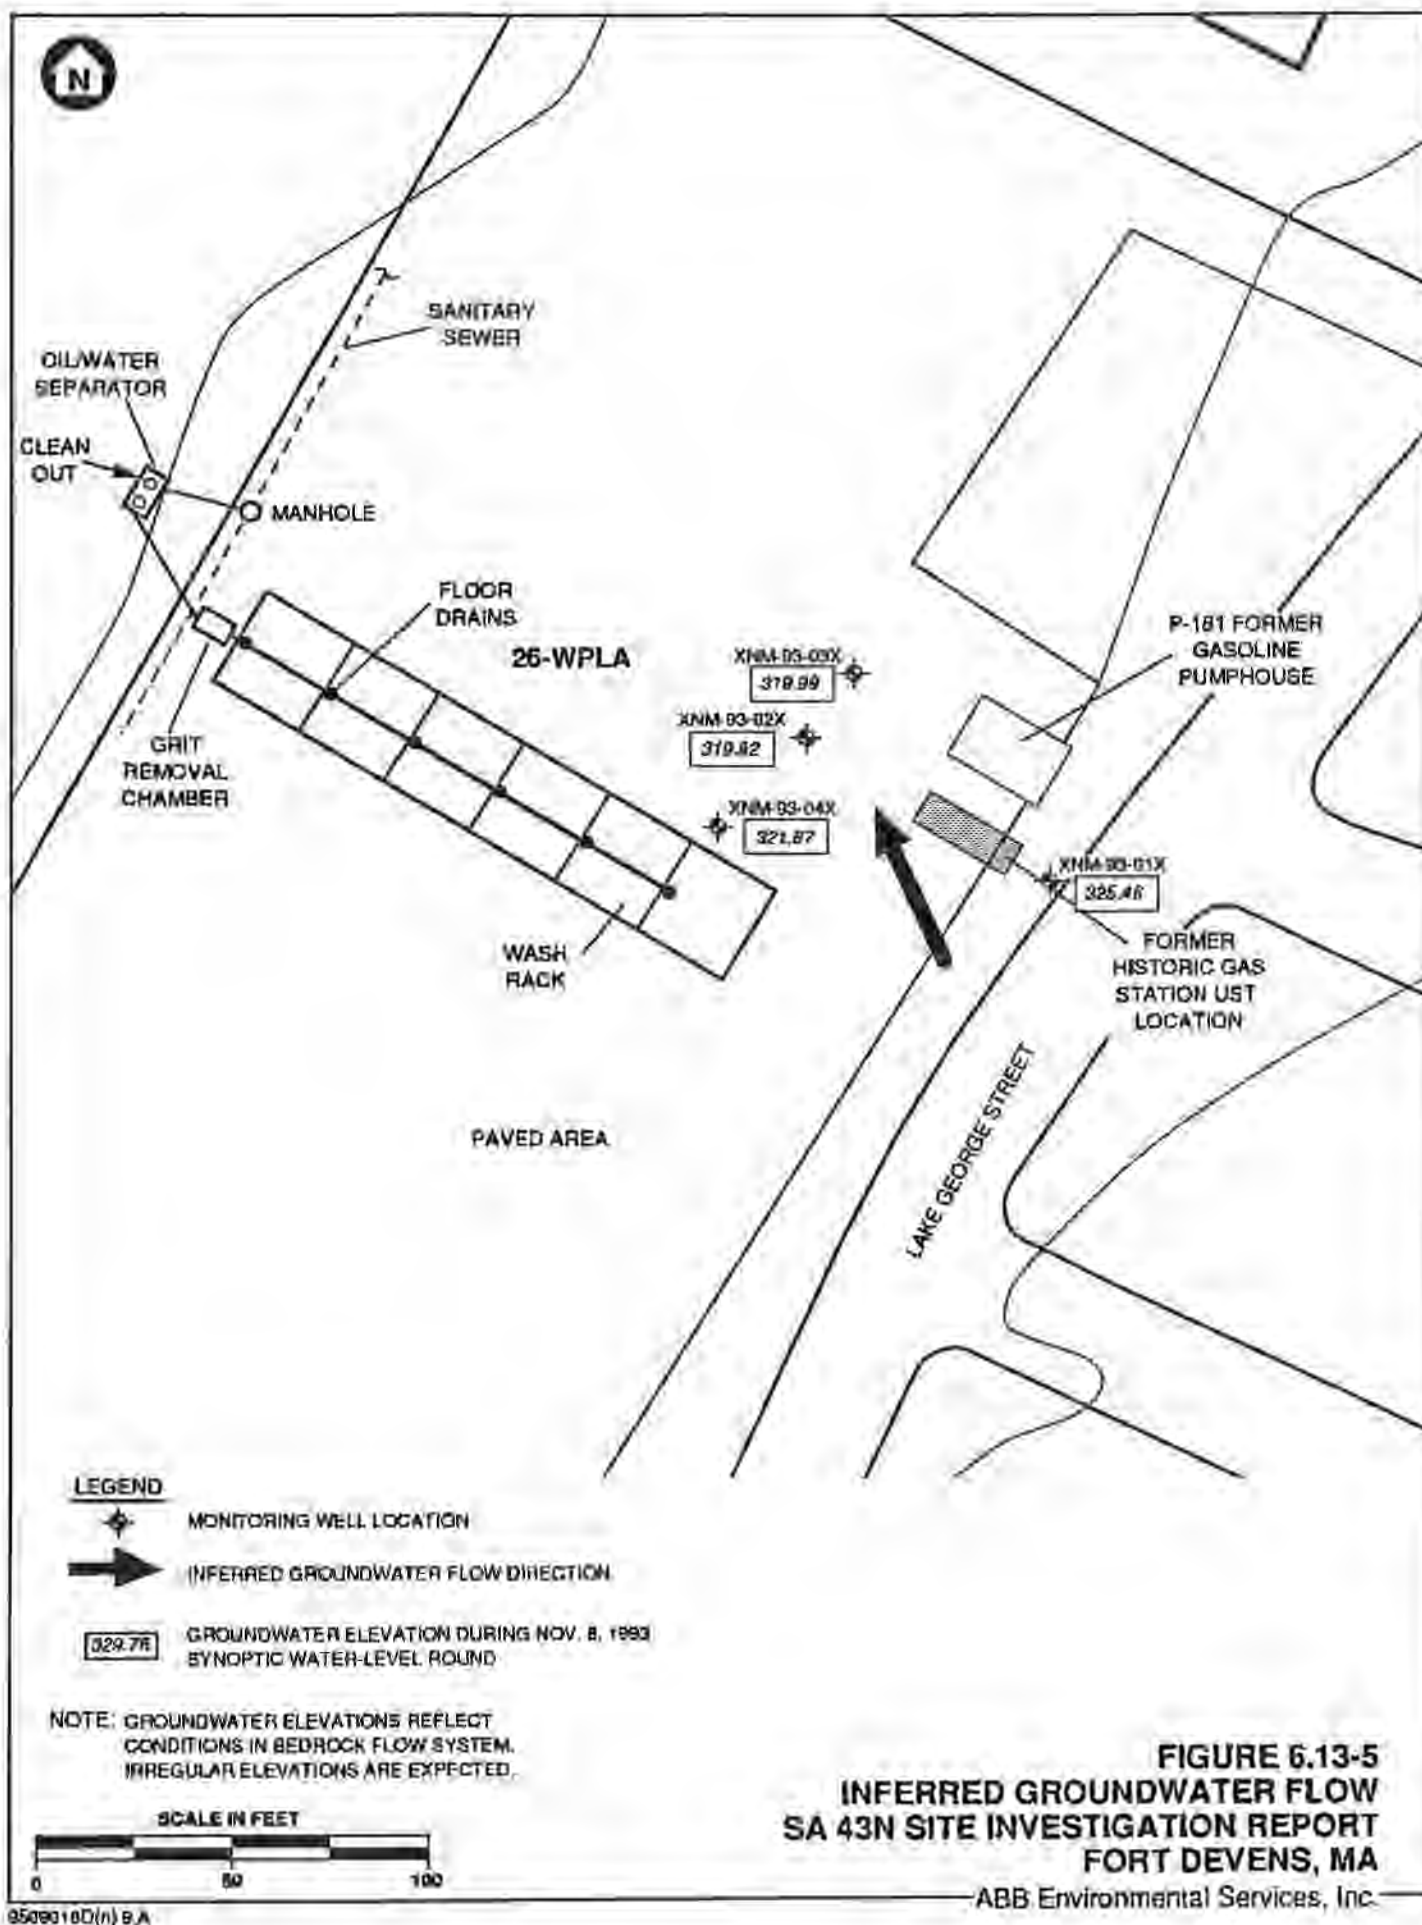 N
SANITARY
SEWER
OIL/WATER
SEPARATOR
CLEAN
OUT
MANHOLE
FLOOR
DRAINS
26-WPLA
XNM-93-03X
319.99
XNM-93-02X
319.82
XNM-93-04X
321.87
P-181 FORMER
GASOLINE
PUMPHOUSE
GRIT
REMOVAL
CHAMBER
XNM-93-01X
325.46
WASH
RACK
FORMER
HISTORIC GAS
STATION UST
LOCATION
LAKE GEORGE STREET
PAVED AREA
LEGEND
MONITORING WELL LOCATION
INFERRED GROUNDWATER FLOW DIRECTION
329.76
GROUNDWATER ELEVATION DURING NOV. 8, 1993
SYNOPTIC WATER-LEVEL ROUND
NOTE: GROUNDWATER ELEVATIONS REFLECT
CONDITIONS IN BEDROCK FLOW SYSTEM.
IRREGULAR ELEVATIONS ARE EXPECTED.
SCALE IN FEET
0 50 100
FIGURE 6.13-5
INFERRED GROUNDWATER FLOW
SA 43N SITE INVESTIGATION REPORT
FORT DEVENS, MA
ABB Environmental Services, Inc.